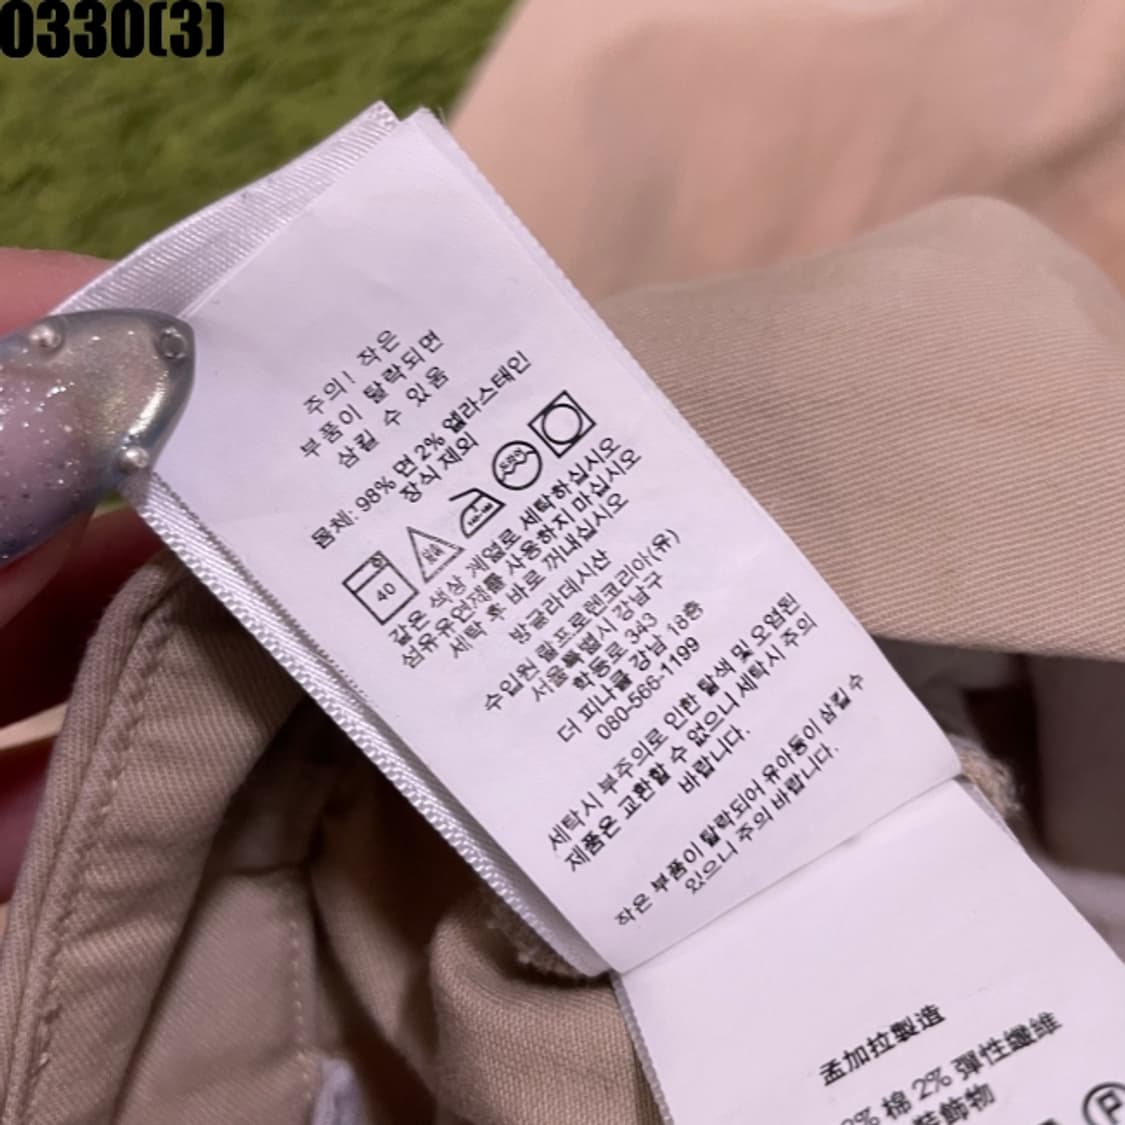 0330(3)
주의! 작은
부품이 탈락되면
삼킬 수 있음
몸체: 98% 면 2% 엘라스테인
장식 제외
40
같은 색상 계열로 세탁하십시오
섬유유연제를 사용하지 마십시오
세탁 후 바로 꺼내십시오
방글라데시산
수입원 랄프로렌코리아(유)
서울특별시 강남구
학동로 343
더 피나클 강남 18층
080-566-1199
세탁시 부주의로 인한 탈색 및 오염된
제품은 교환할 수 없으니 세탁시 주의
바랍니다.
작은 부품이 탈락되어 유아동이 삼킬 수
있으니 주의 바랍니다.
孟加拉製造
% 棉 2% 彈性纖維
裝飾物
P